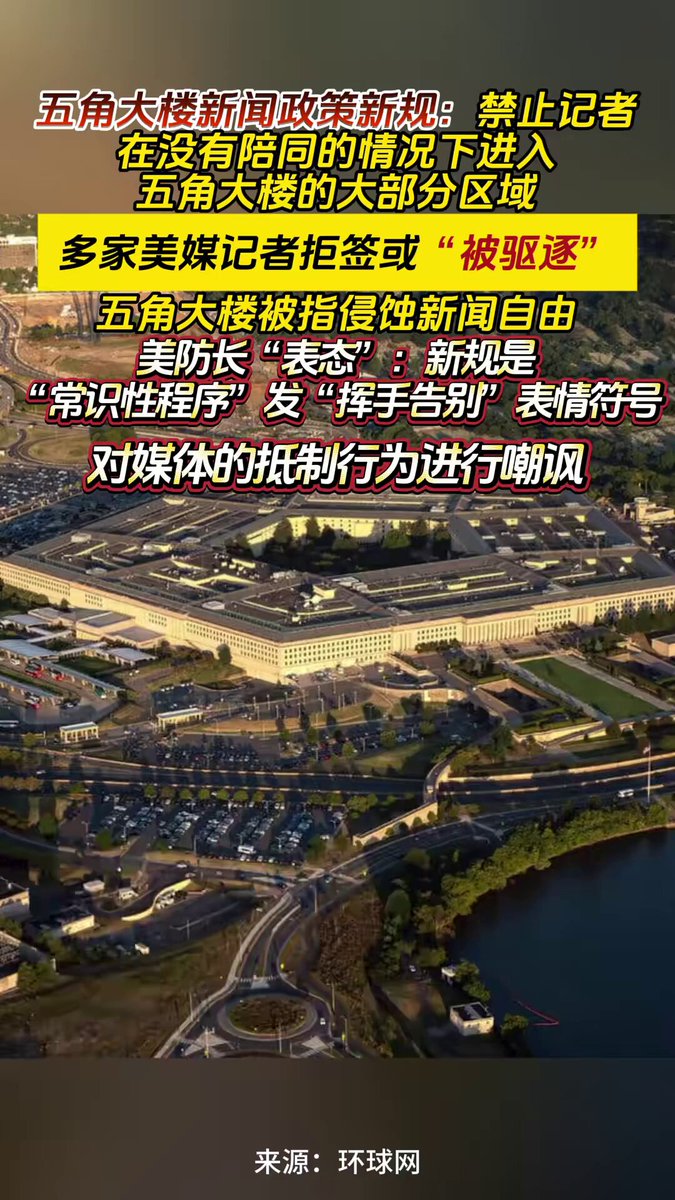 五角大楼新闻政策新规：禁止记者
在没有陪同的情况下进入
五角大楼的大部分区域
多家美媒记者拒签或“被驱逐”
五角大楼被指侵蚀新闻自由
美防长“表态”：新规是
“常识性程序”发“挥手告别”表情符号
对媒体的抵制行为进行嘲讽
来源：环球网